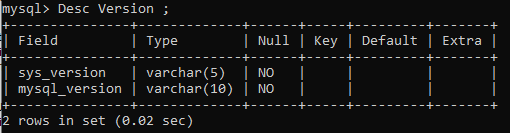 mysql> Desc Version ;
+---------------+-------------+------+-----+---------+-------+
| Field         | Type        | Null | Key | Default | Extra |
+---------------+-------------+------+-----+---------+-------+
| sys_version   | varchar(5)  | NO   |     |         |       |
| mysql_version | varchar(10) | NO   |     |         |       |
+---------------+-------------+------+-----+---------+-------+
2 rows in set (0.02 sec)